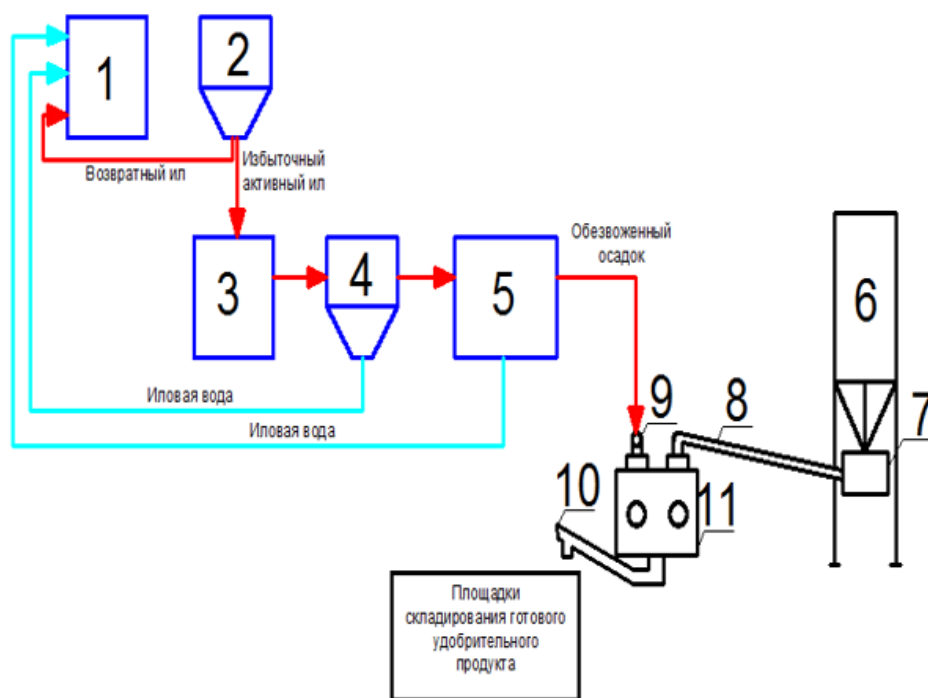 1
2
Возвратный ил
Избыточный
активный ил
3
4
5
Обезвоженный
осадок
6
7
8
9
10
11
Иловая вода
Иловая вода
Площадки
складирования готового
удобрительного
продукта